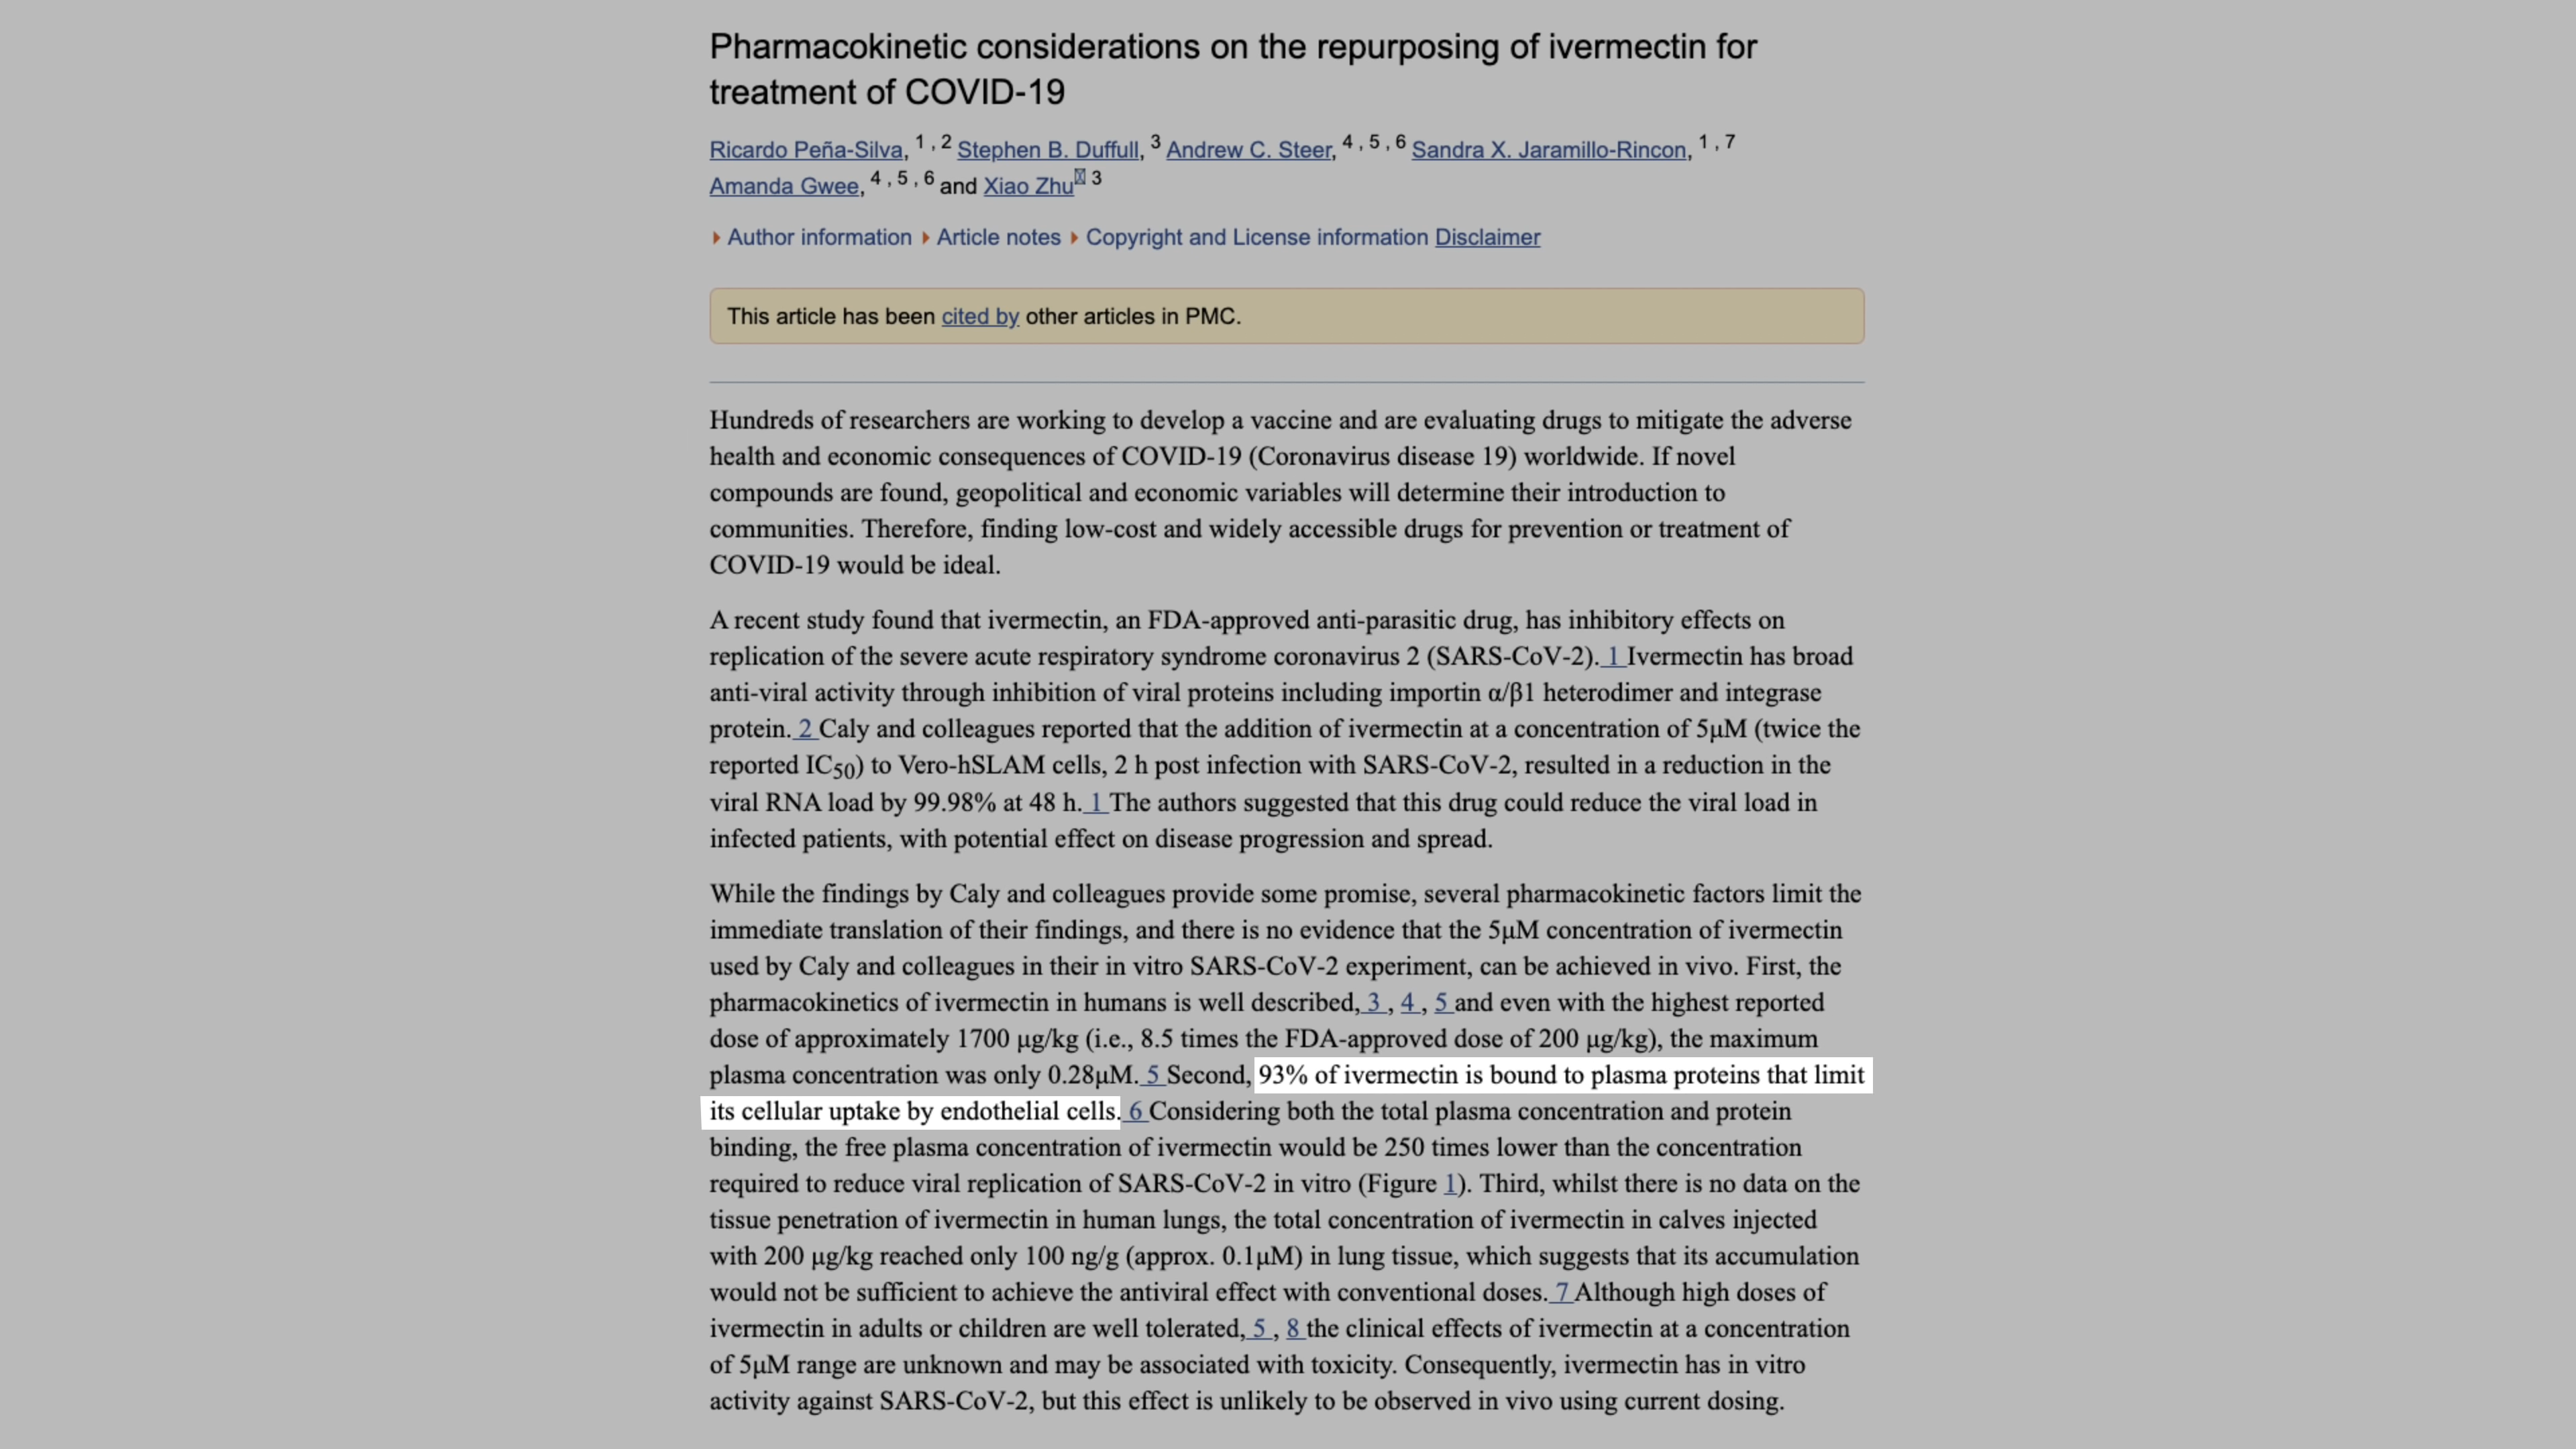 Pharmacokinetic considerations on the repurposing of ivermectin for
treatment of COVID-19
Ricardo Peña-Silva, 1 , 2 Stephen B. Duffull, 3 Andrew C. Steer, 4 , 5 , 6 Sandra X. Jaramillo-Rincon, 1 , 7
Amanda Gwee, 4 , 5 , 6 and Xiao Zhu 3
Author information Article notes Copyright and License information Disclaimer
This article has been cited by other articles in PMC.
Hundreds of researchers are working to develop a vaccine and are evaluating drugs to mitigate the adverse
health and economic consequences of COVID-19 (Coronavirus disease 19) worldwide. If novel
compounds are found, geopolitical and economic variables will determine their introduction to
communities. Therefore, finding low-cost and widely accessible drugs for prevention or treatment of
COVID-19 would be ideal.
A recent study found that ivermectin, an FDA-approved anti-parasitic drug, has inhibitory effects on
replication of the severe acute respiratory syndrome coronavirus 2 (SARS-CoV-2). 1 Ivermectin has broad
anti-viral activity through inhibition of viral proteins including importin α/β1 heterodimer and integrase
protein. 2 Caly and colleagues reported that the addition of ivermectin at a concentration of 5μM (twice the
reported IC50) to Vero-hSLAM cells, 2 h post infection with SARS-CoV-2, resulted in a reduction in the
viral RNA load by 99.98% at 48 h. 1 The authors suggested that this drug could reduce the viral load in
infected patients, with potential effect on disease progression and spread.
While the findings by Caly and colleagues provide some promise, several pharmacokinetic factors limit the
immediate translation of their findings, and there is no evidence that the 5μM concentration of ivermectin
used by Caly and colleagues in their in vitro SARS-CoV-2 experiment, can be achieved in vivo. First, the
pharmacokinetics of ivermectin in humans is well described, 3 , 4 , 5 and even with the highest reported
dose of approximately 1700 μg/kg (i.e., 8.5 times the FDA-approved dose of 200 μg/kg), the maximum
plasma concentration was only 0.28μM. 5 Second, 93% of ivermectin is bound to plasma proteins that limit
its cellular uptake by endothelial cells. 6 Considering both the total plasma concentration and protein
binding, the free plasma concentration of ivermectin would be 250 times lower than the concentration
required to reduce viral replication of SARS-CoV-2 in vitro (Figure 1). Third, whilst there is no data on the
tissue penetration of ivermectin in human lungs, the total concentration of ivermectin in calves injected
with 200 μg/kg reached only 100 ng/g (approx. 0.1μM) in lung tissue, which suggests that its accumulation
would not be sufficient to achieve the antiviral effect with conventional doses. 7 Although high doses of
ivermectin in adults or children are well tolerated, 5 , 8 the clinical effects of ivermectin at a concentration
of 5μM range are unknown and may be associated with toxicity. Consequently, ivermectin has in vitro
activity against SARS-CoV-2, but this effect is unlikely to be observed in vivo using current dosing.